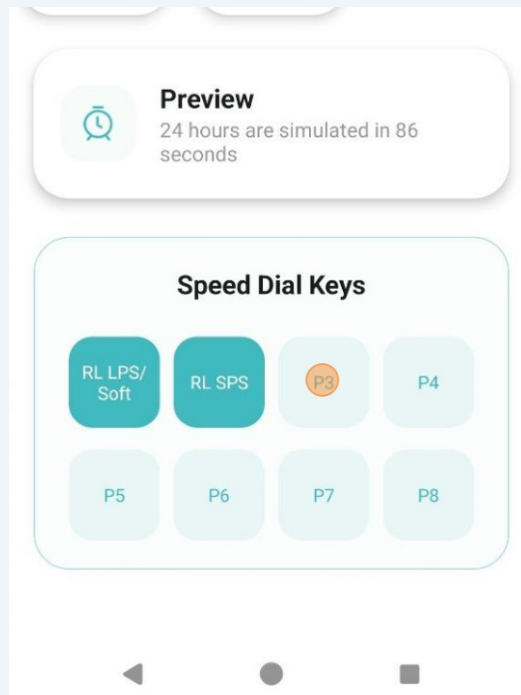 Preview
24 hours are simulated in 86
seconds
Speed Dial Keys
RL LPS/
Soft
RL SPS
P3
P4
P5
P6
P7
P8